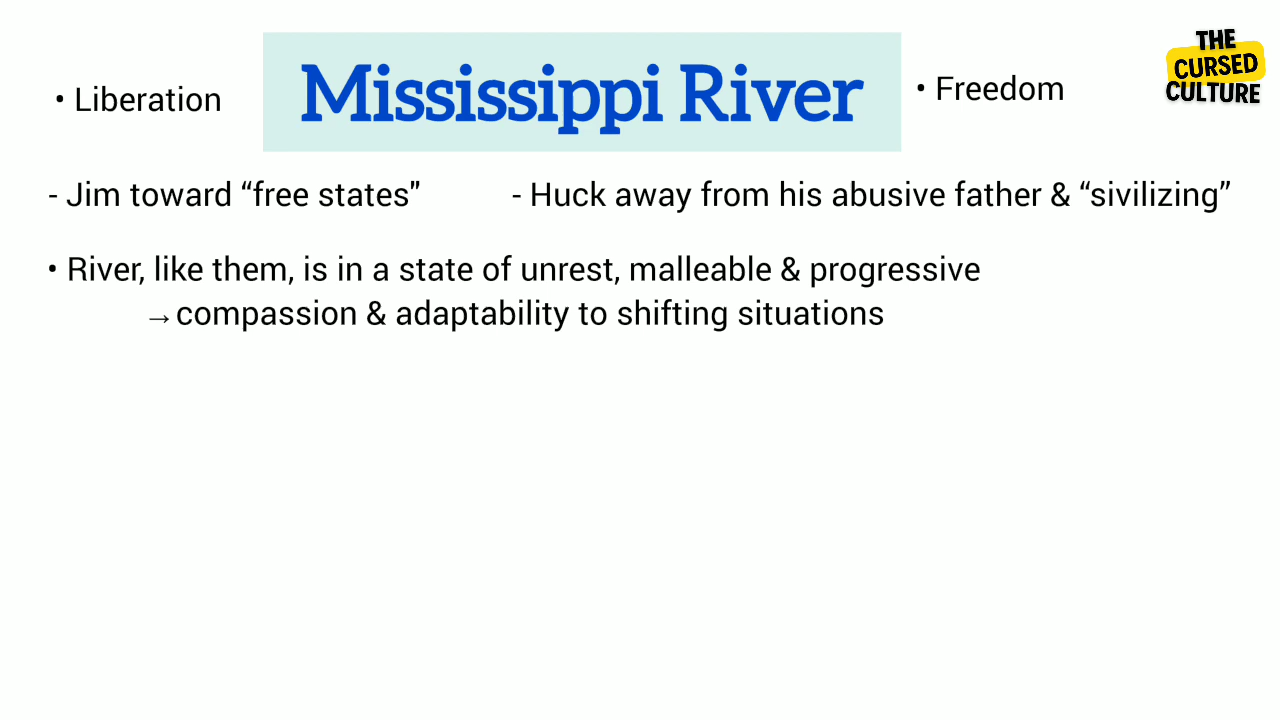 • Liberation
Mississippi River
• Freedom
THE
CURSED
CULTURE
- Jim toward “free states"
- Huck away from his abusive father & “sivilizing”
• River, like them, is in a state of unrest, malleable & progressive
→compassion & adaptability to shifting situations